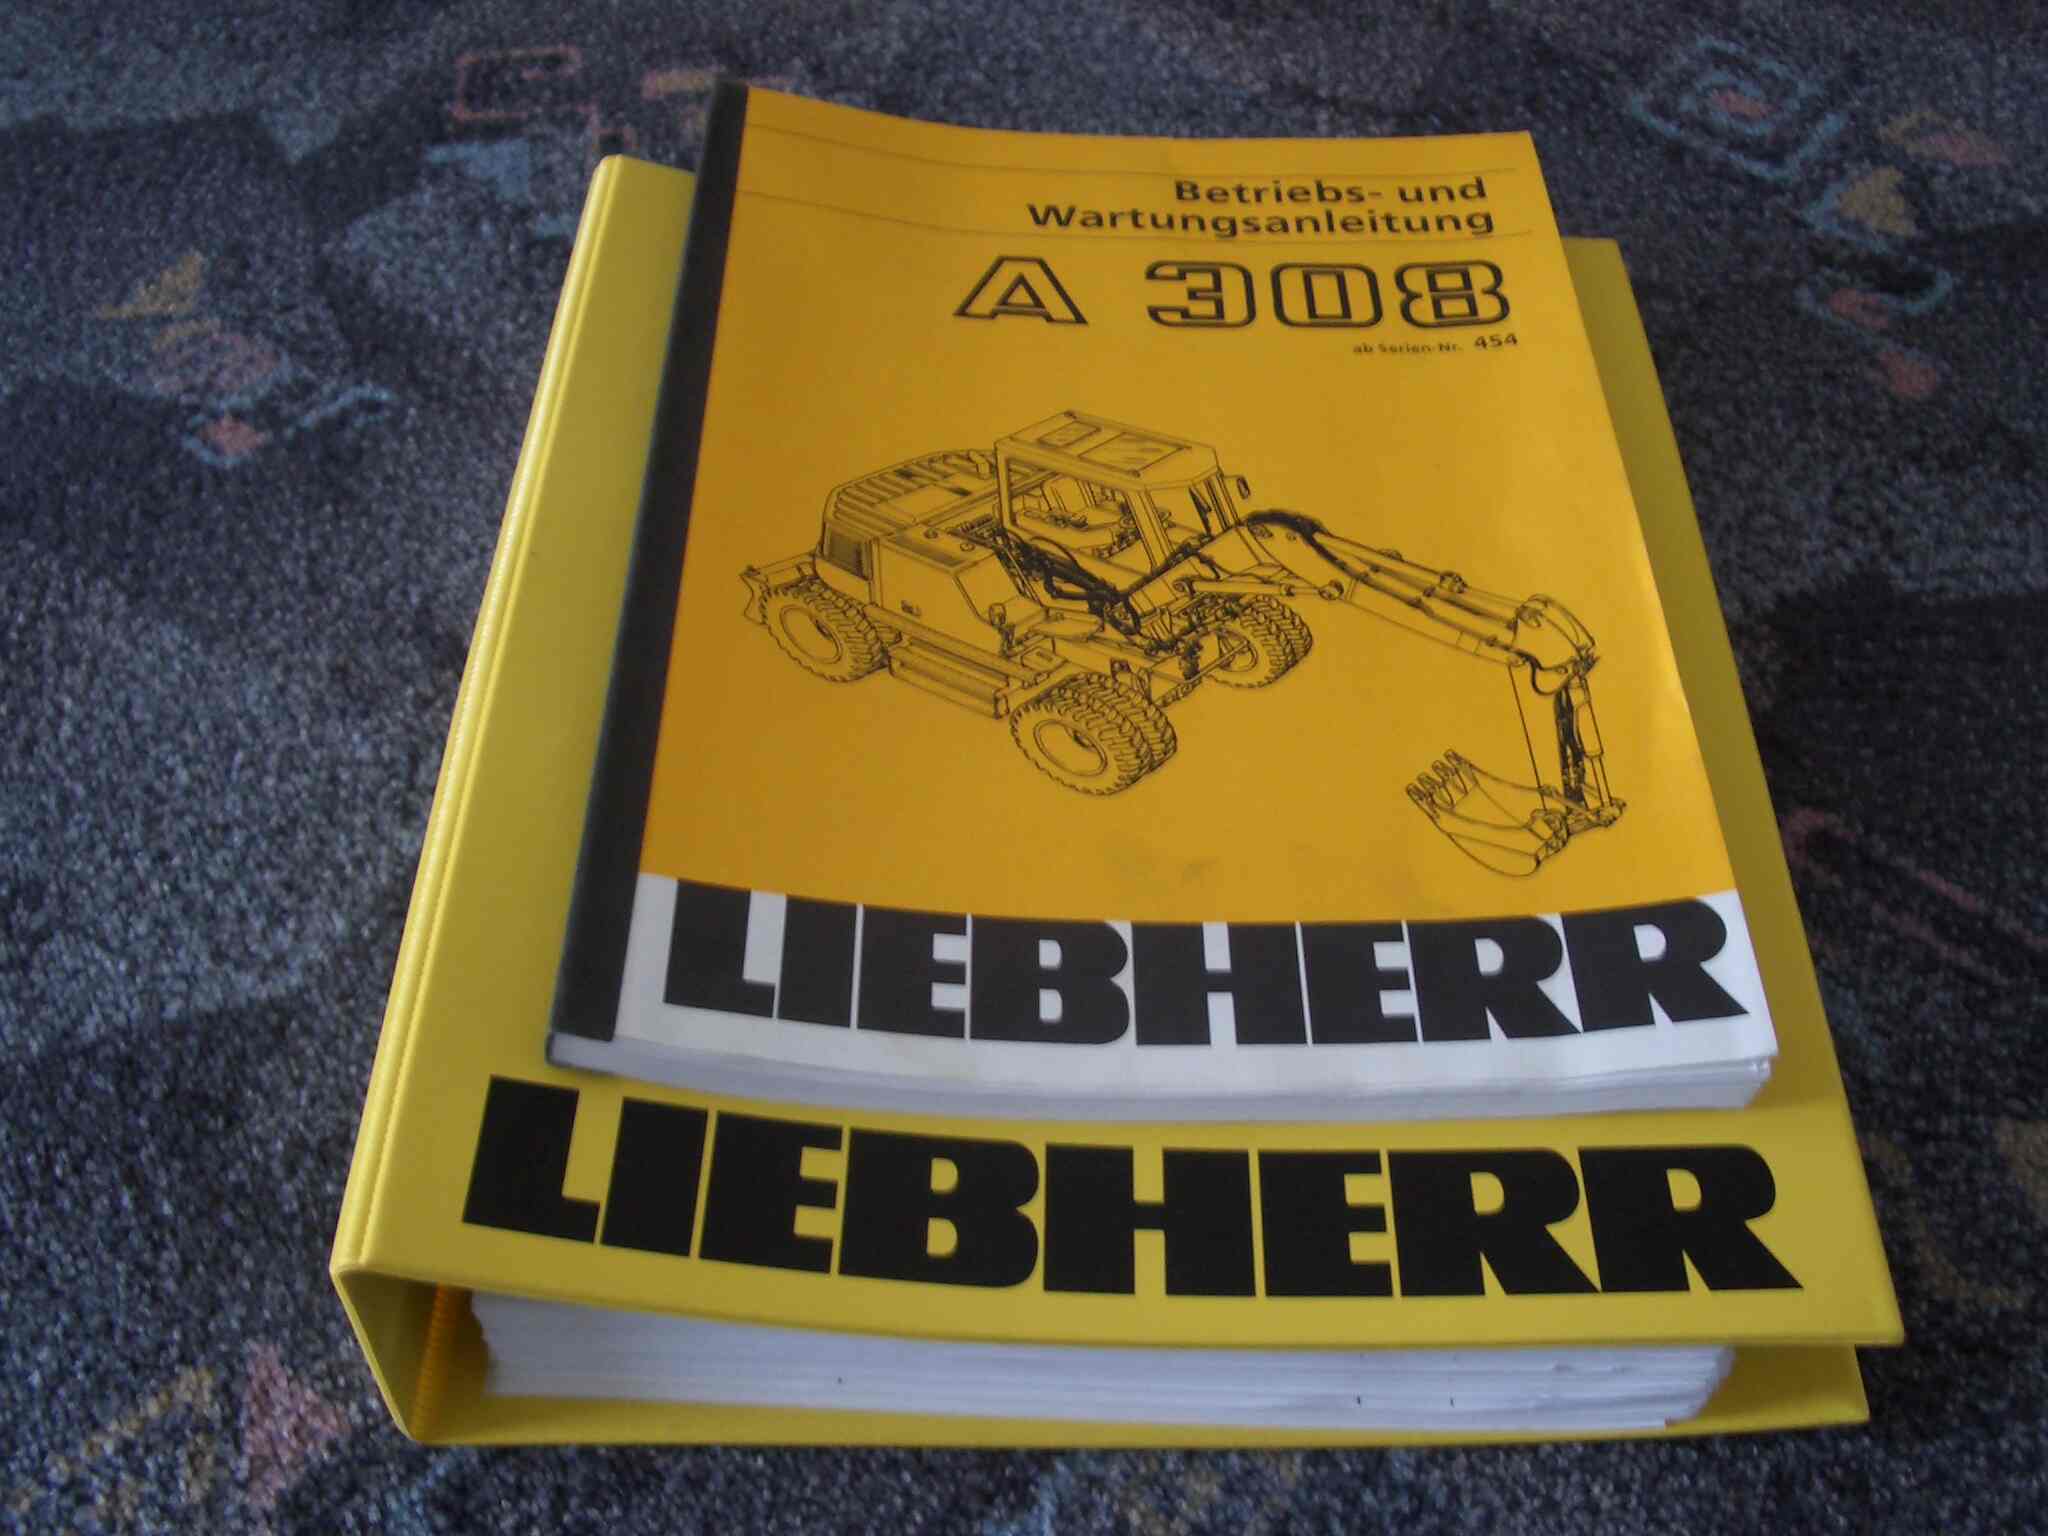 Betriebs- und
Wartungsanleitung
A 308
ab Serien-Nr. 454
LIEBHERR
LIEBHERR